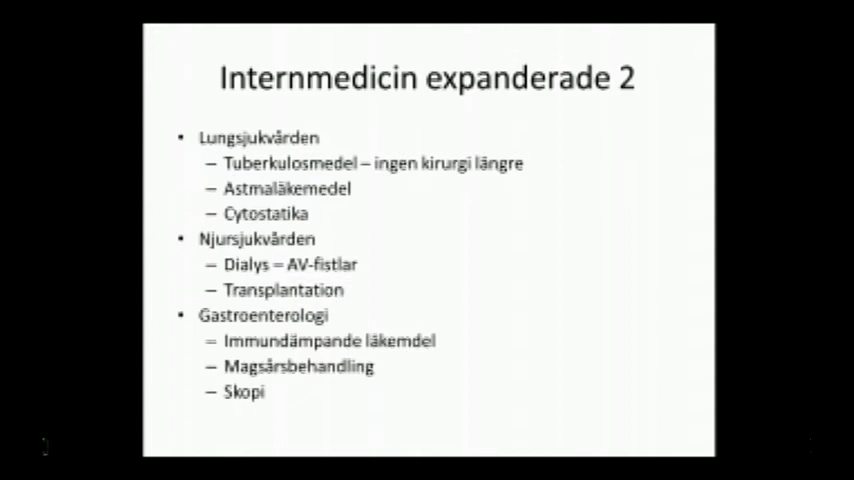 Internmedicin expanderade 2
• Lungsjukvården
– Tuberkulosmedel – ingen kirurgi längre
– Astmaläkemedel
– Cytostatika
• Njursjukvården
– Dialys – AV-fistlar
– Transplantation
• Gastroenterologi
– Immundämpande läkemdel
– Magsårsbehandling
– Skopi